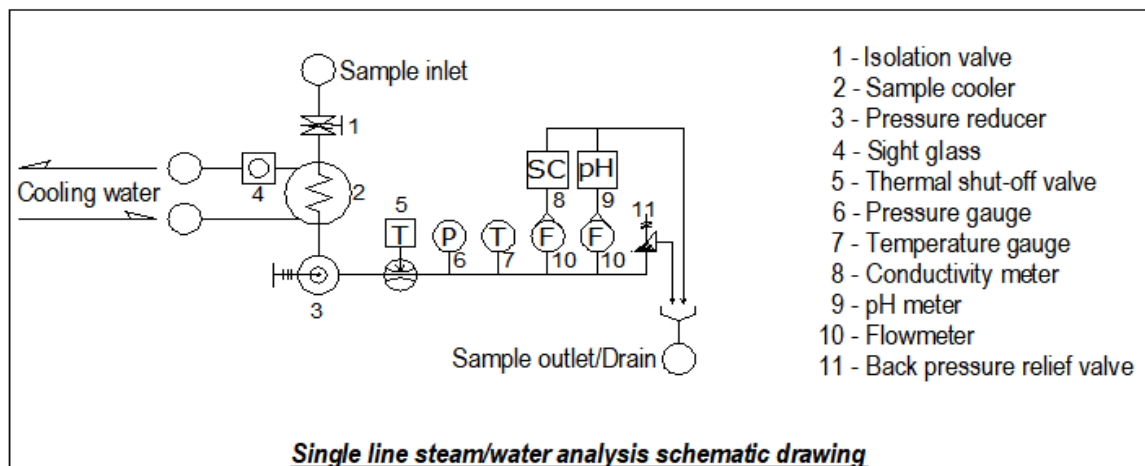 Sample inlet
1
Cooling water
4
2
SC
pH
8
9
5
11
T
P
T
F
F
6
7
10
10
3
Sample outlet/Drain
1 - Isolation valve
2 - Sample cooler
3 - Pressure reducer
4 - Sight glass
5 - Thermal shut-off valve
6 - Pressure gauge
7 - Temperature gauge
8 - Conductivity meter
9 - pH meter
10 - Flowmeter
11 - Back pressure relief valve
Single line steam/water analysis schematic drawing